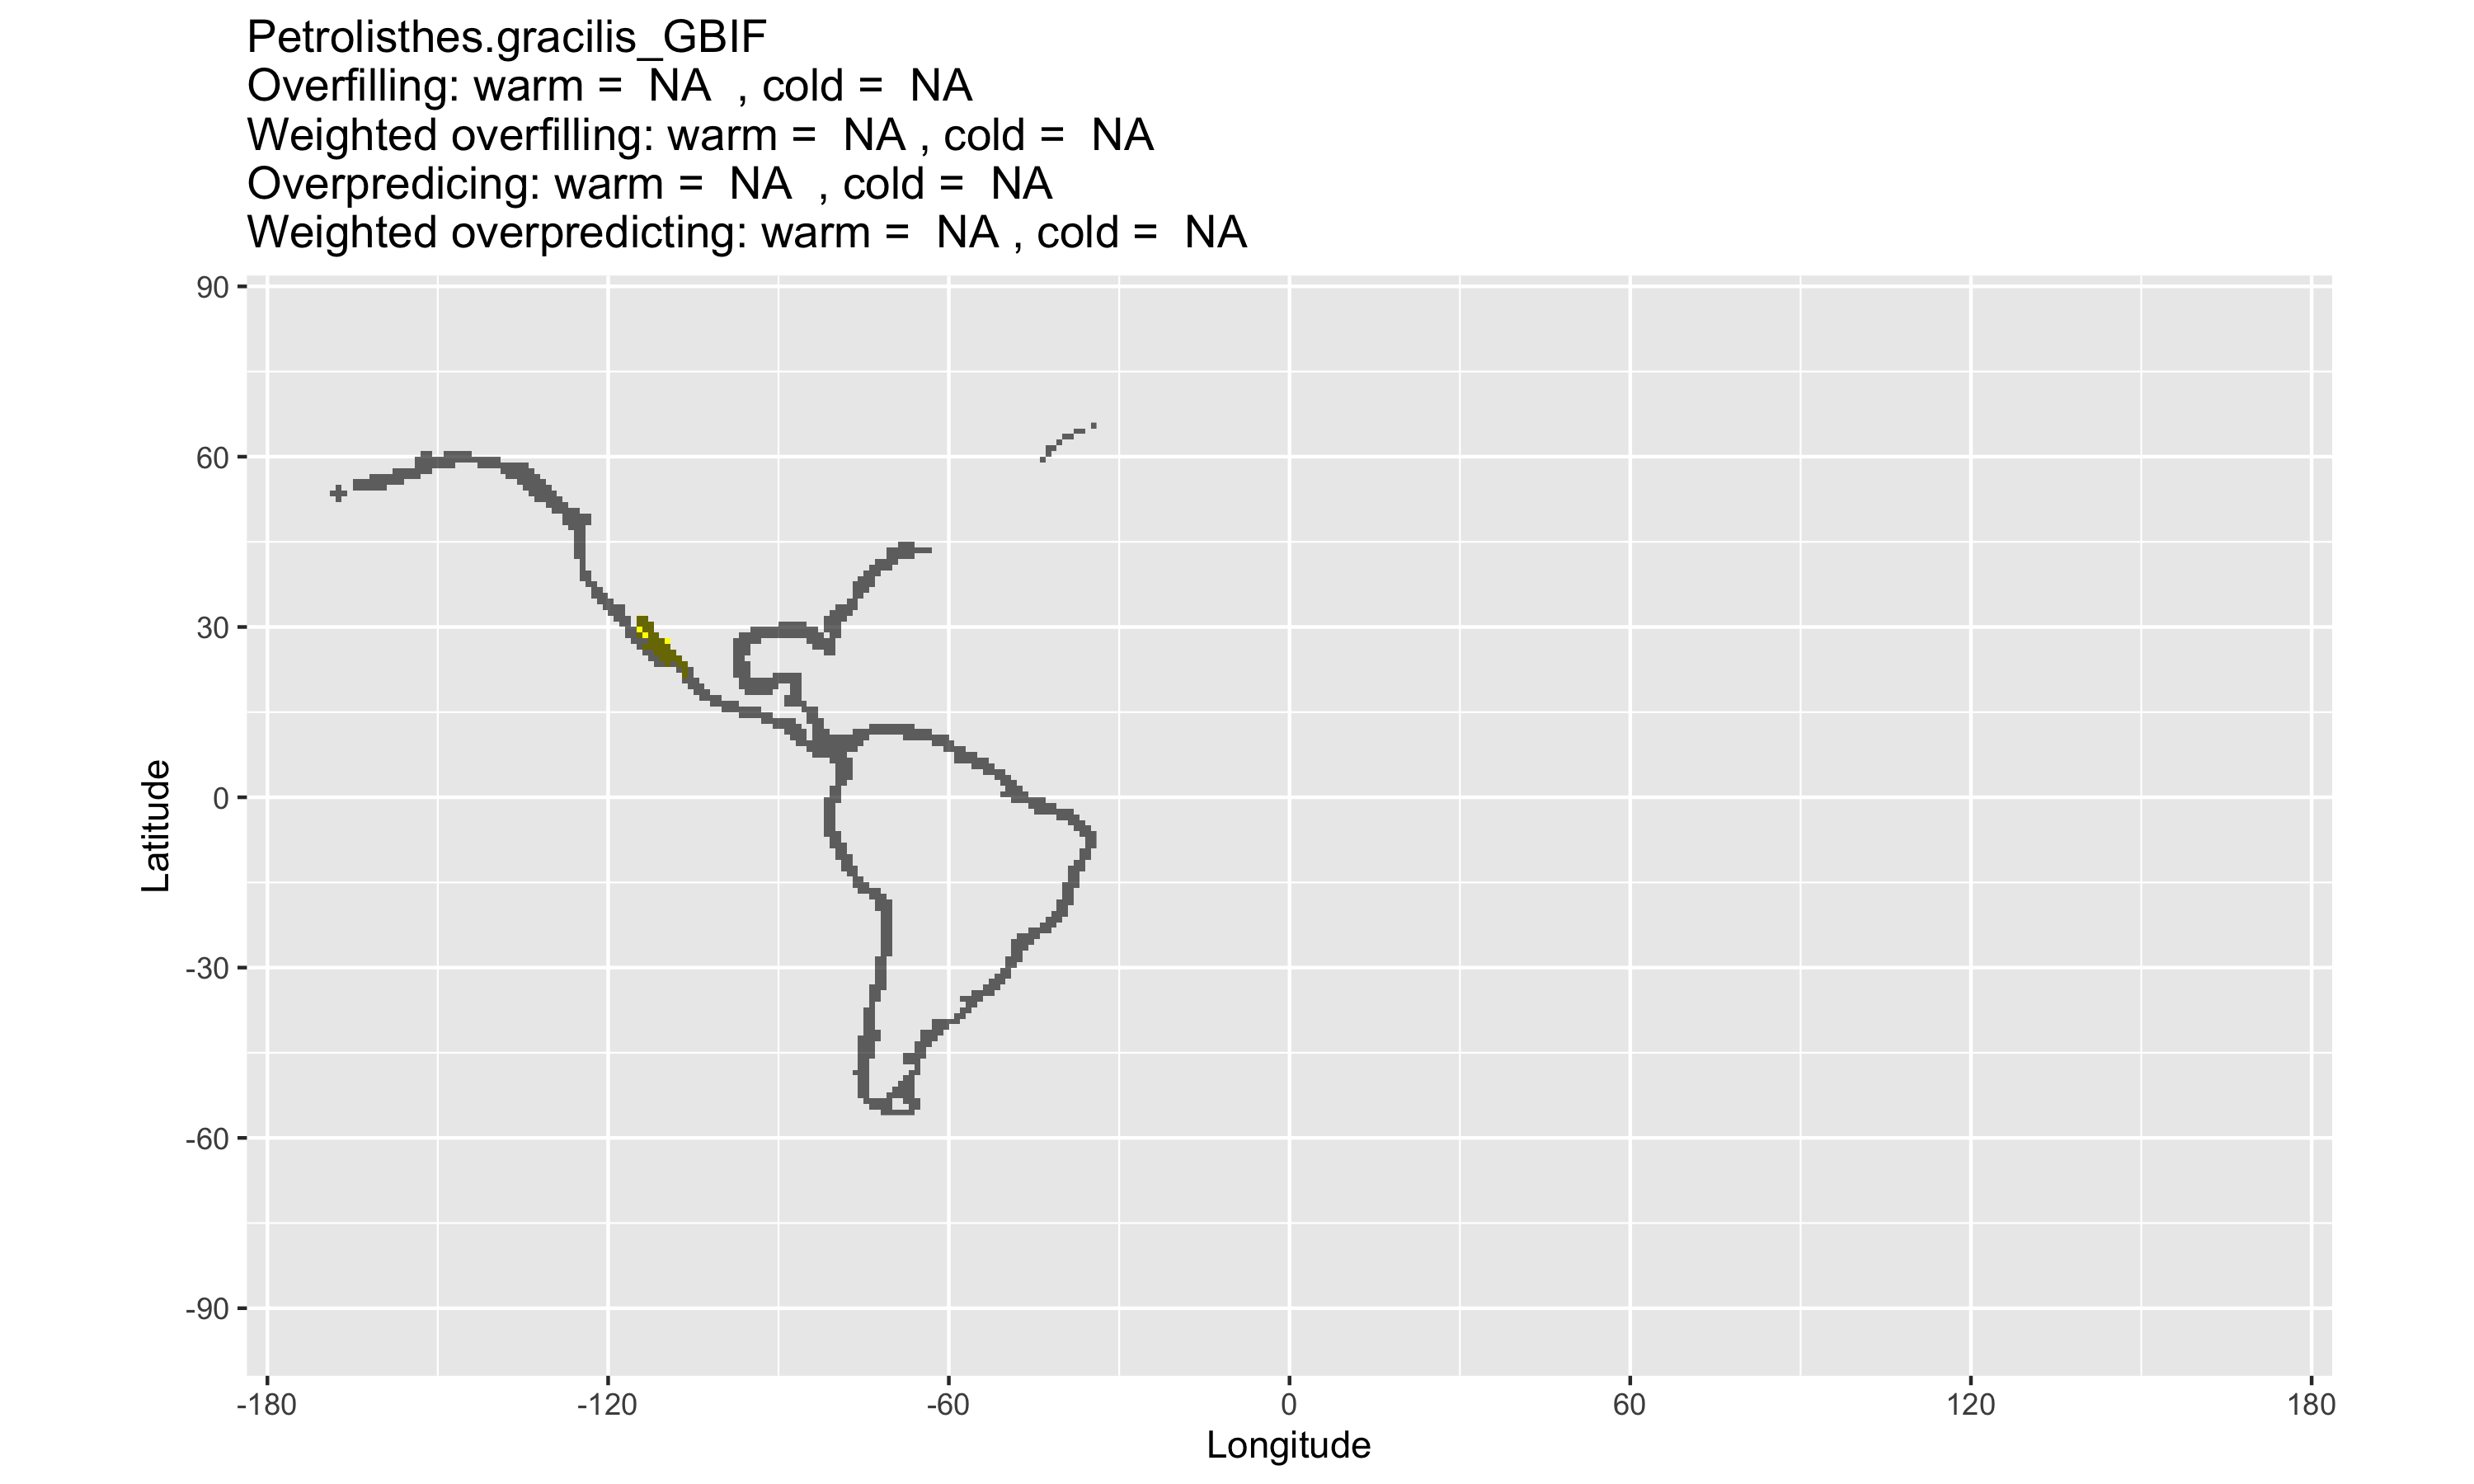 Petrolisthes.gracilis_GBIF
Overfilling: warm =  NA  , cold =  NA
Weighted overfilling: warm =  NA , cold =  NA
Overpredicing: warm =  NA  , cold =  NA
Weighted overpredicting: warm =  NA , cold =  NA
90
60
30
0
-30
-60
-90
Latitude
-180 -120 -60 0 60 120 180
Longitude